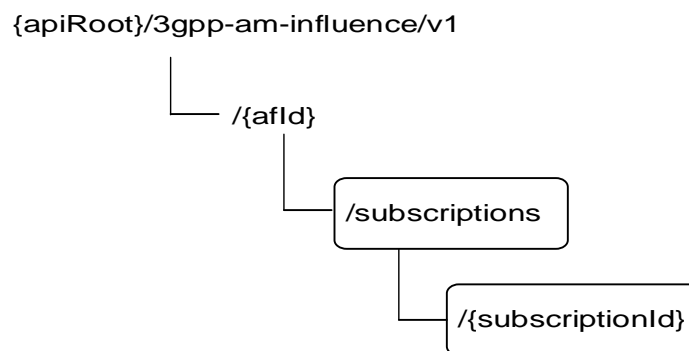 {apiRoot}/3gpp-am-influence/v1
/{afId}
/subscriptions
/{subscriptionId}